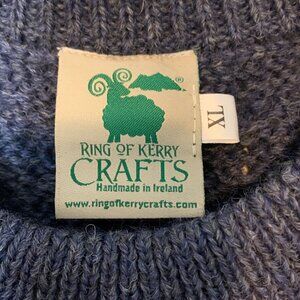 ®
RING OF KERRY
CRAFTS
Handmade in Ireland
www.ringofkerrycrafts.com
XL